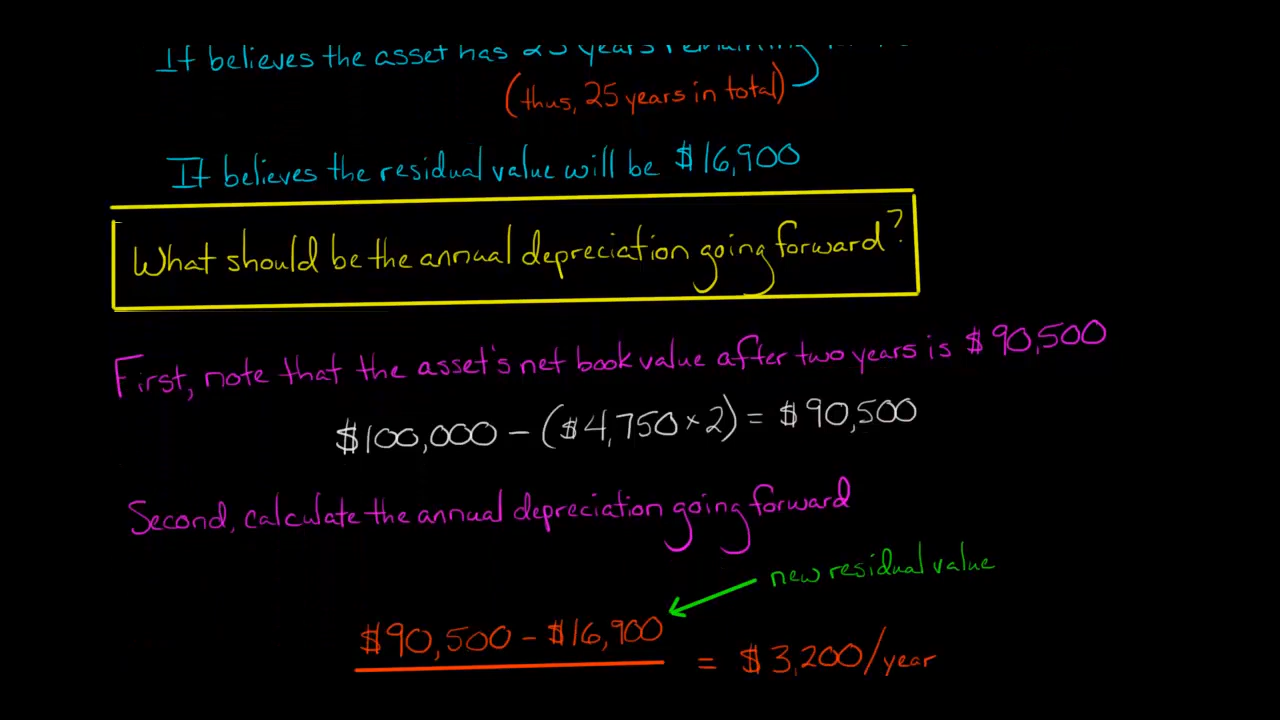 It believes the asset has 23 years remaining
(thus, 25 years in total)
It believes the residual value will be $16,900
What should be the annual depreciation going forward?
First, note that the asset's net book value after two years is $90,500
$100,000 - ($4,750 × 2) = $90,500
Second, calculate the annual depreciation going forward
new residual value
$90,500 - $16,900
= $3,200/year